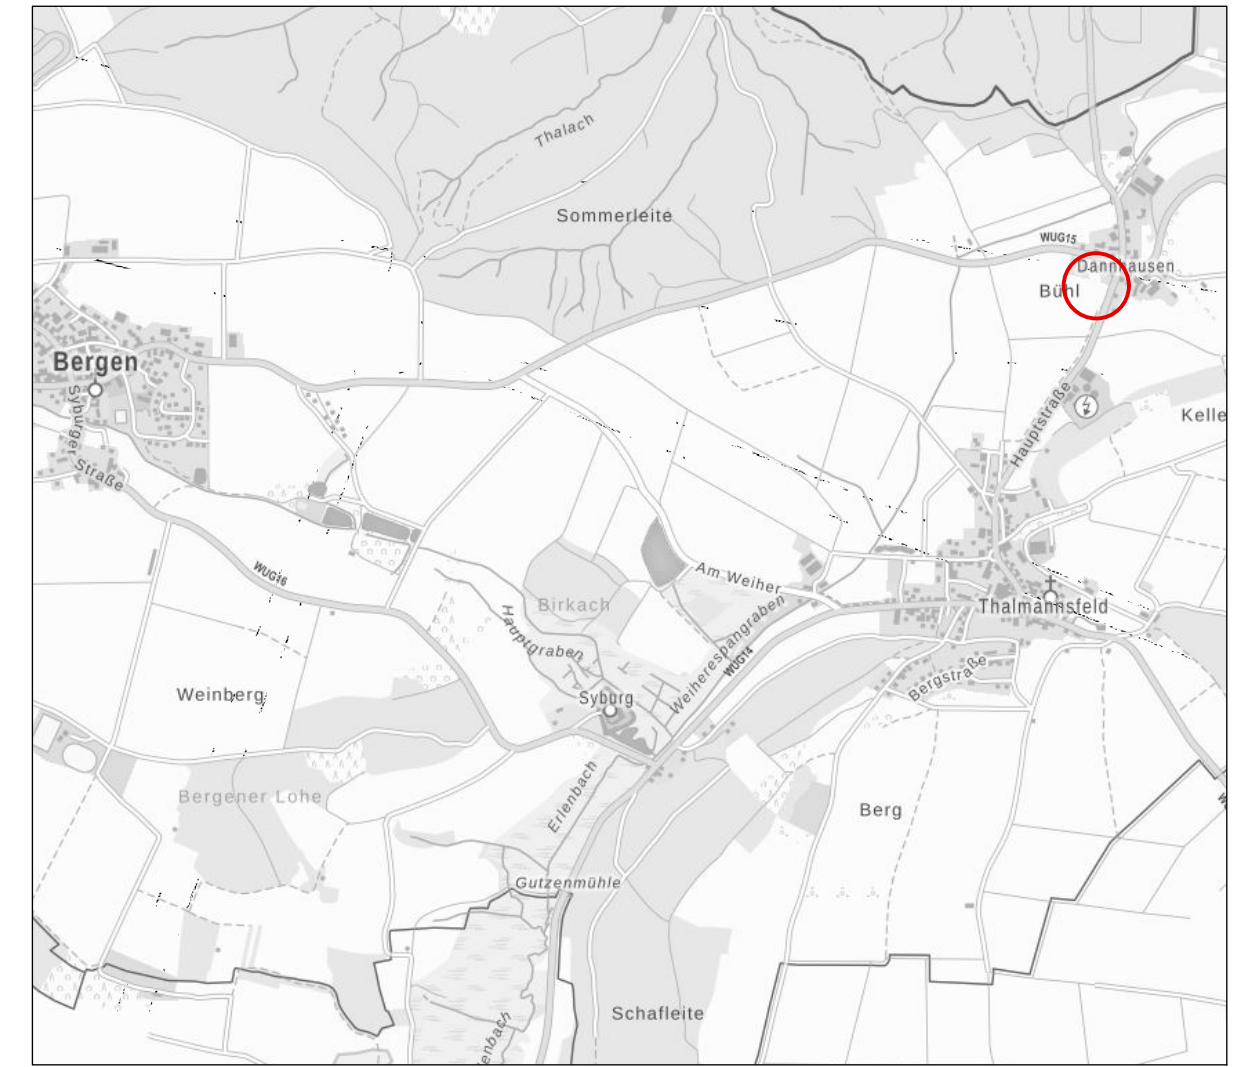 Thalach
Sommerleite
WUG15
Dannhausen
Bühl
Bergen
Syburger
Straße
Hauptstraße
Kelle
WUG16
Am Weiher
Birkach
Hauptgraben
Weiherespangraben
WUG14
Thalmannsfeld
Bergstraße
Weinberg
Syburg
Bergener Lohe
Erlenbach
Berg
Gutzenmühle
Schafleite
enbach